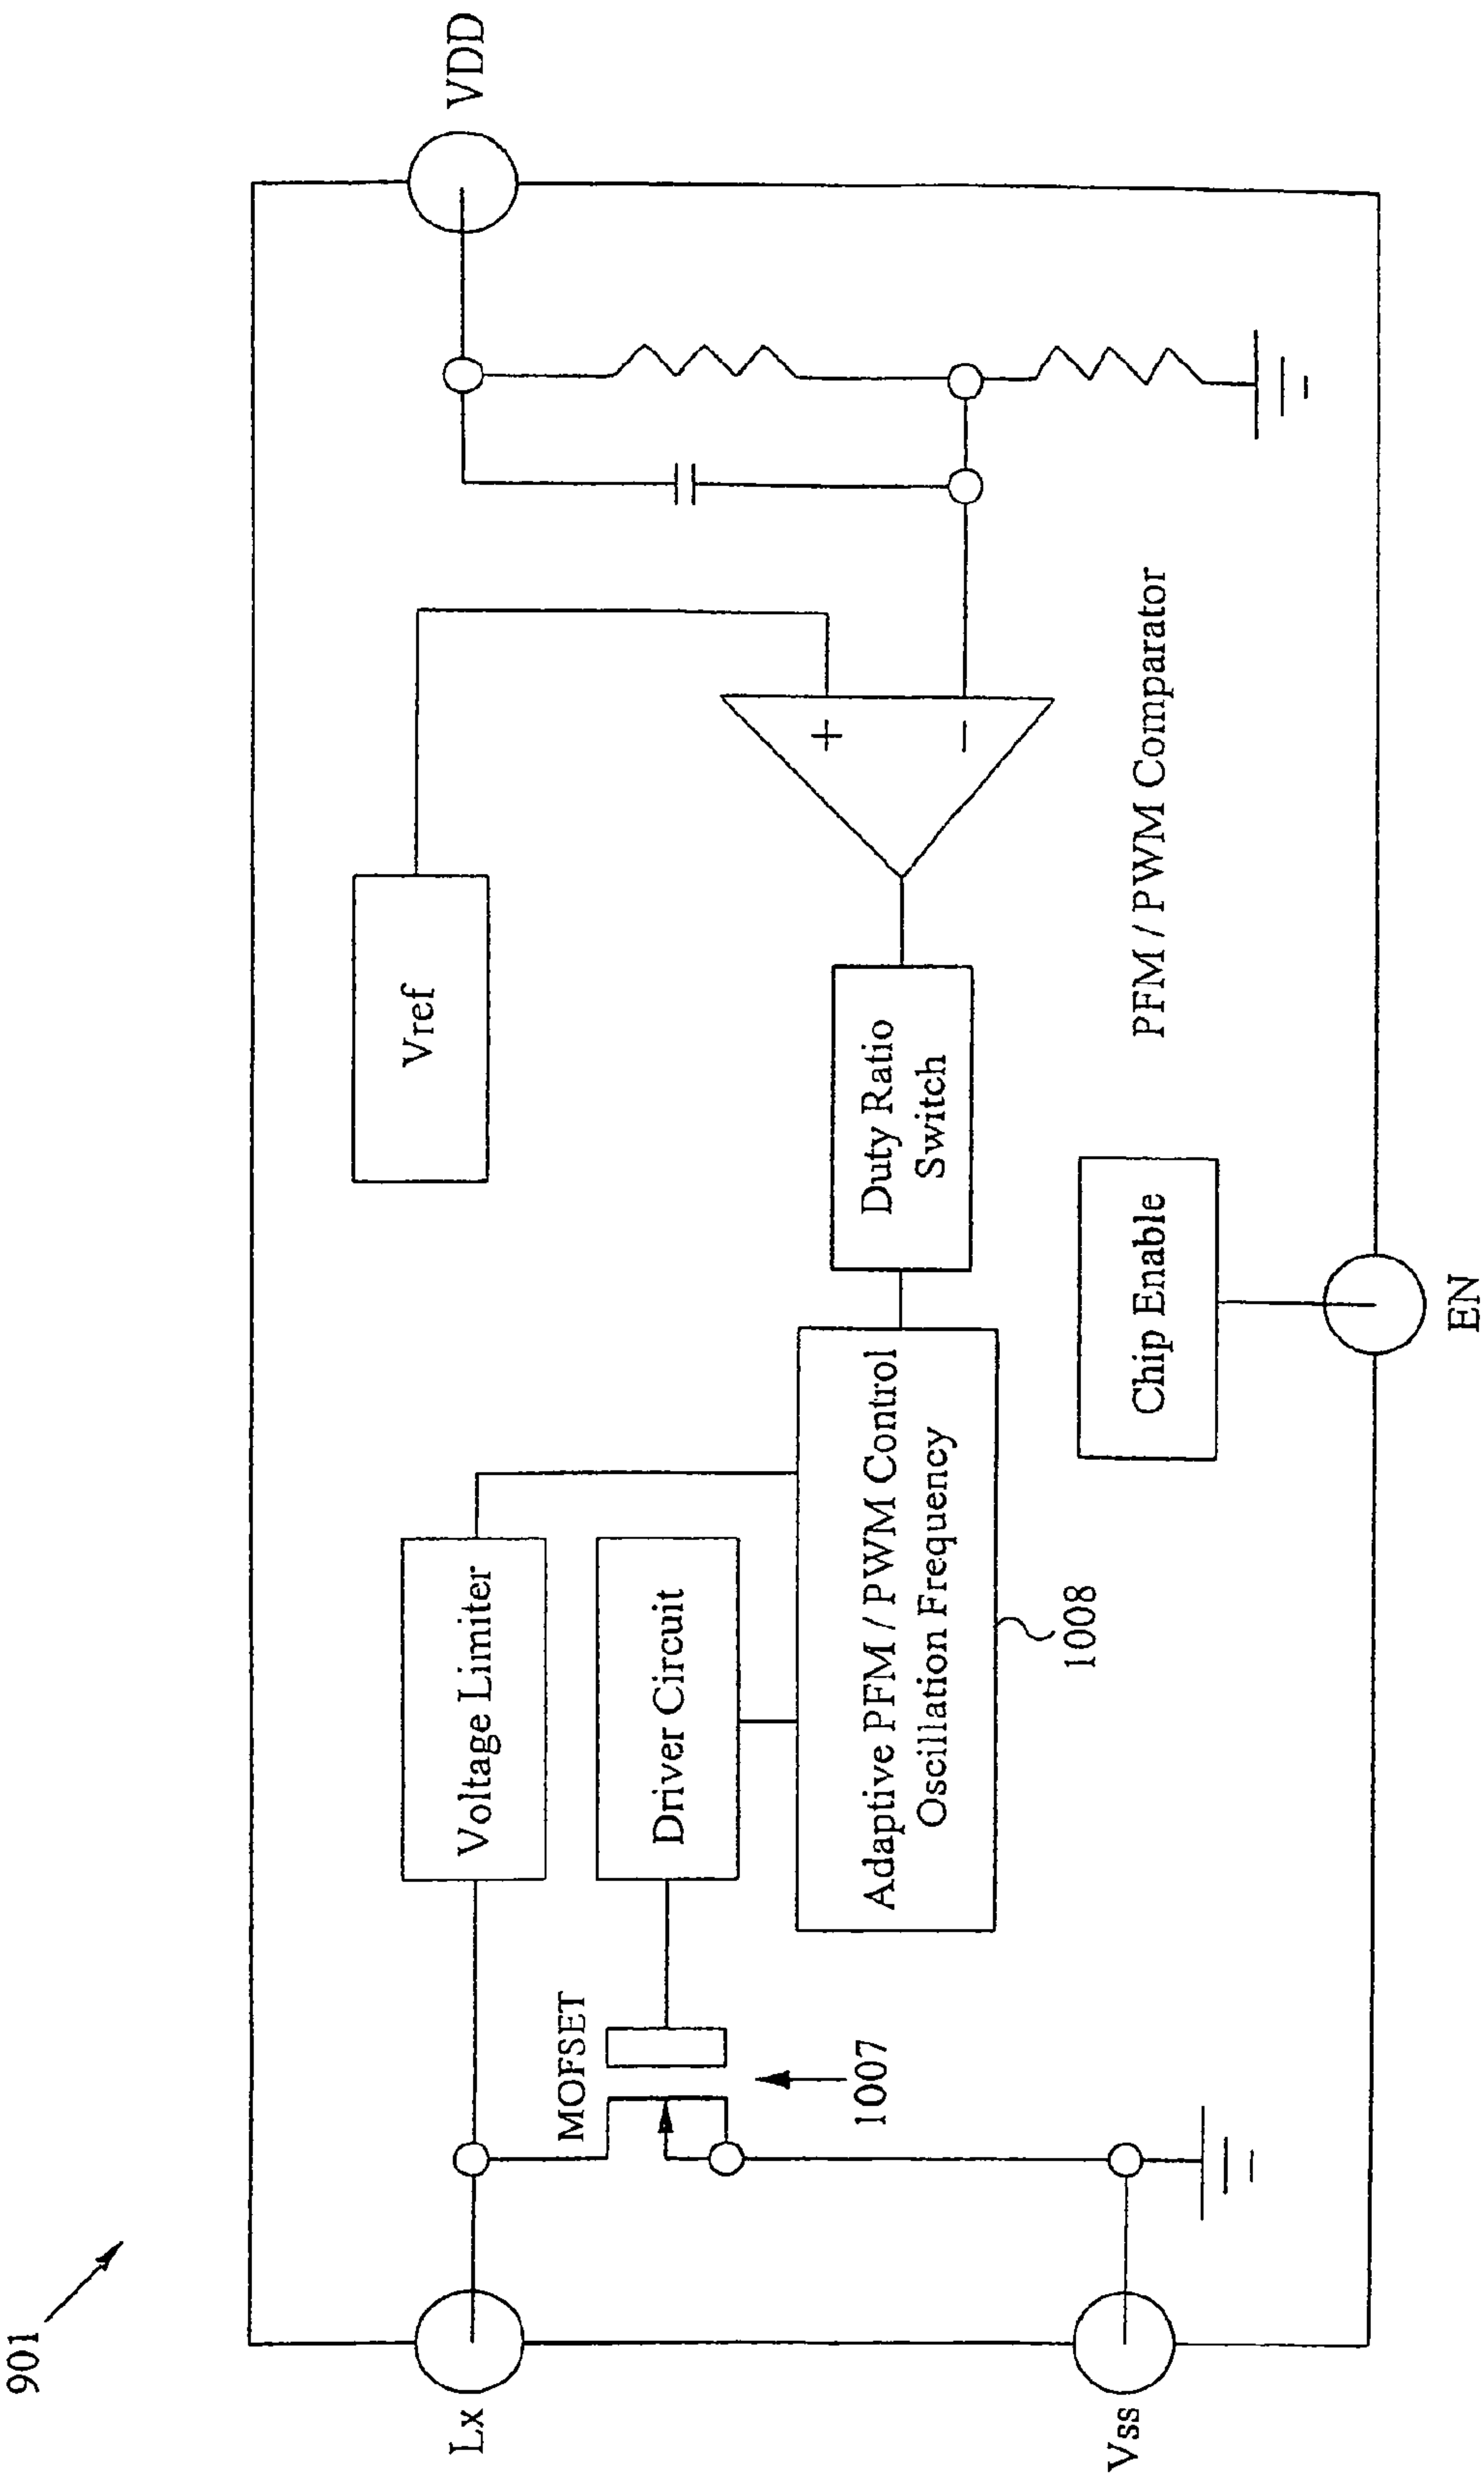 901
Lx
Voltage Limiter
Vref
VDD
MOFSET
Driver Circuit
1007
Adaptive PFM / PWM Control
Oscillation Frequency
1008
Duty Ratio
Switch
+
−
Vss
Chip Enable
PFM / PWM Comparator
EN